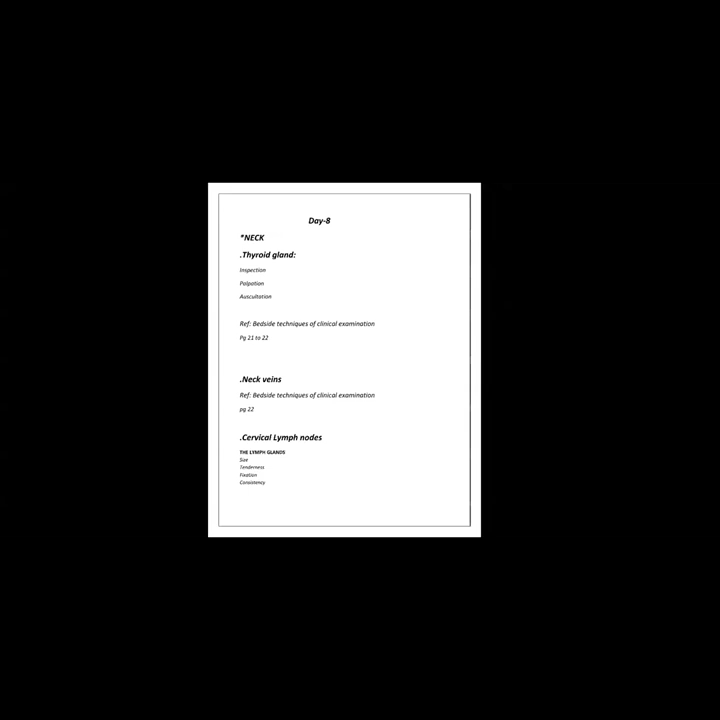 Day-8
*NECK
.Thyroid gland:
Inspection
Palpation
Auscultation
Ref: Bedside techniques of clinical examination
Pg 21 to 22
.Neck veins
Ref: Bedside techniques of clinical examination
pg 22
.Cervical Lymph nodes
THE LYMPH GLANDS
Size
Tenderness
Fixation
Consistency